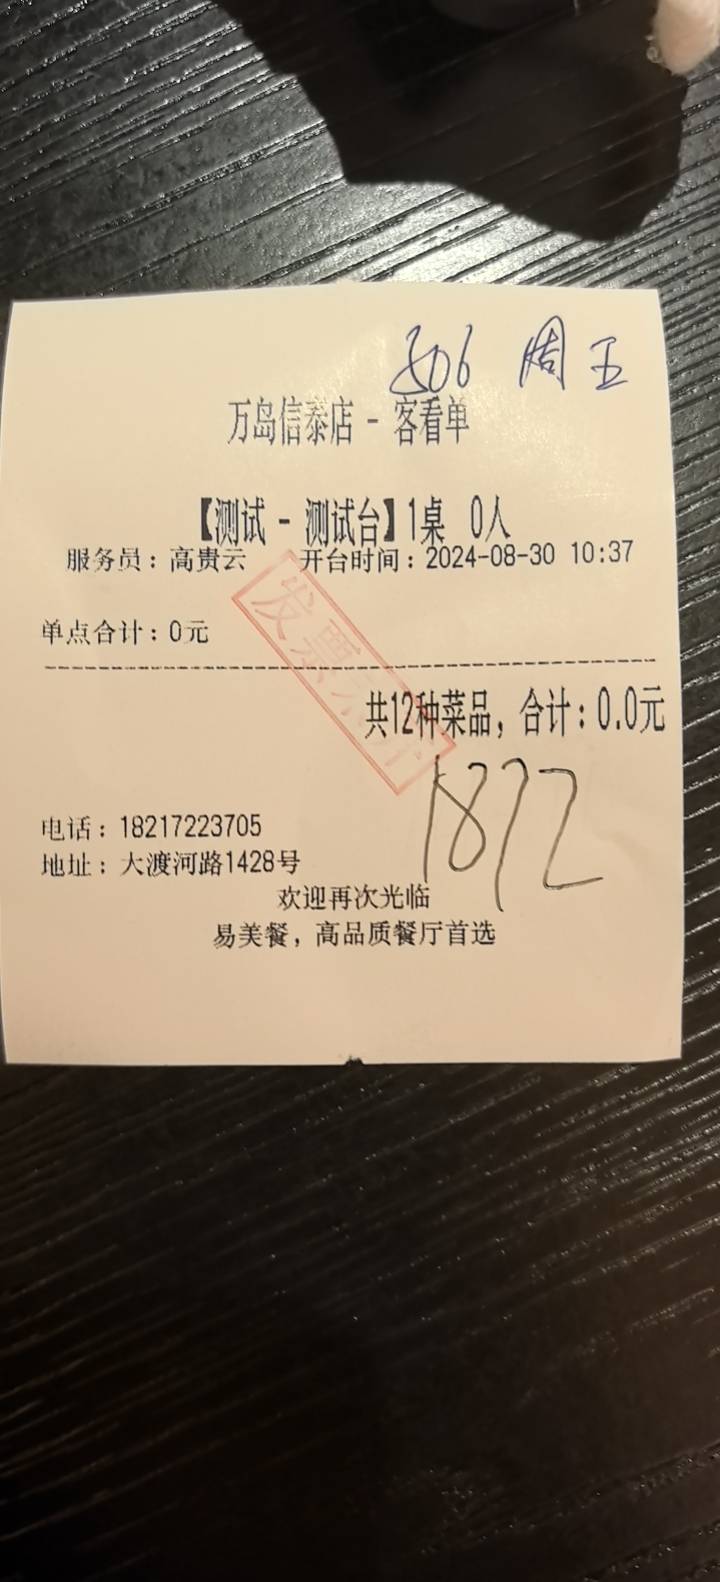 806 周五
万岛信泰店 - 客看单
【测试 - 测试台】1桌 0人
服务员：高贵云 开台时间：2024-08-30 10:37
单点合计：0元
发票未开
共12种菜品，合计：0.0元
1872
电话：18217223705
地址：大渡河路1428号
欢迎再次光临
易美餐，高品质餐厅首选